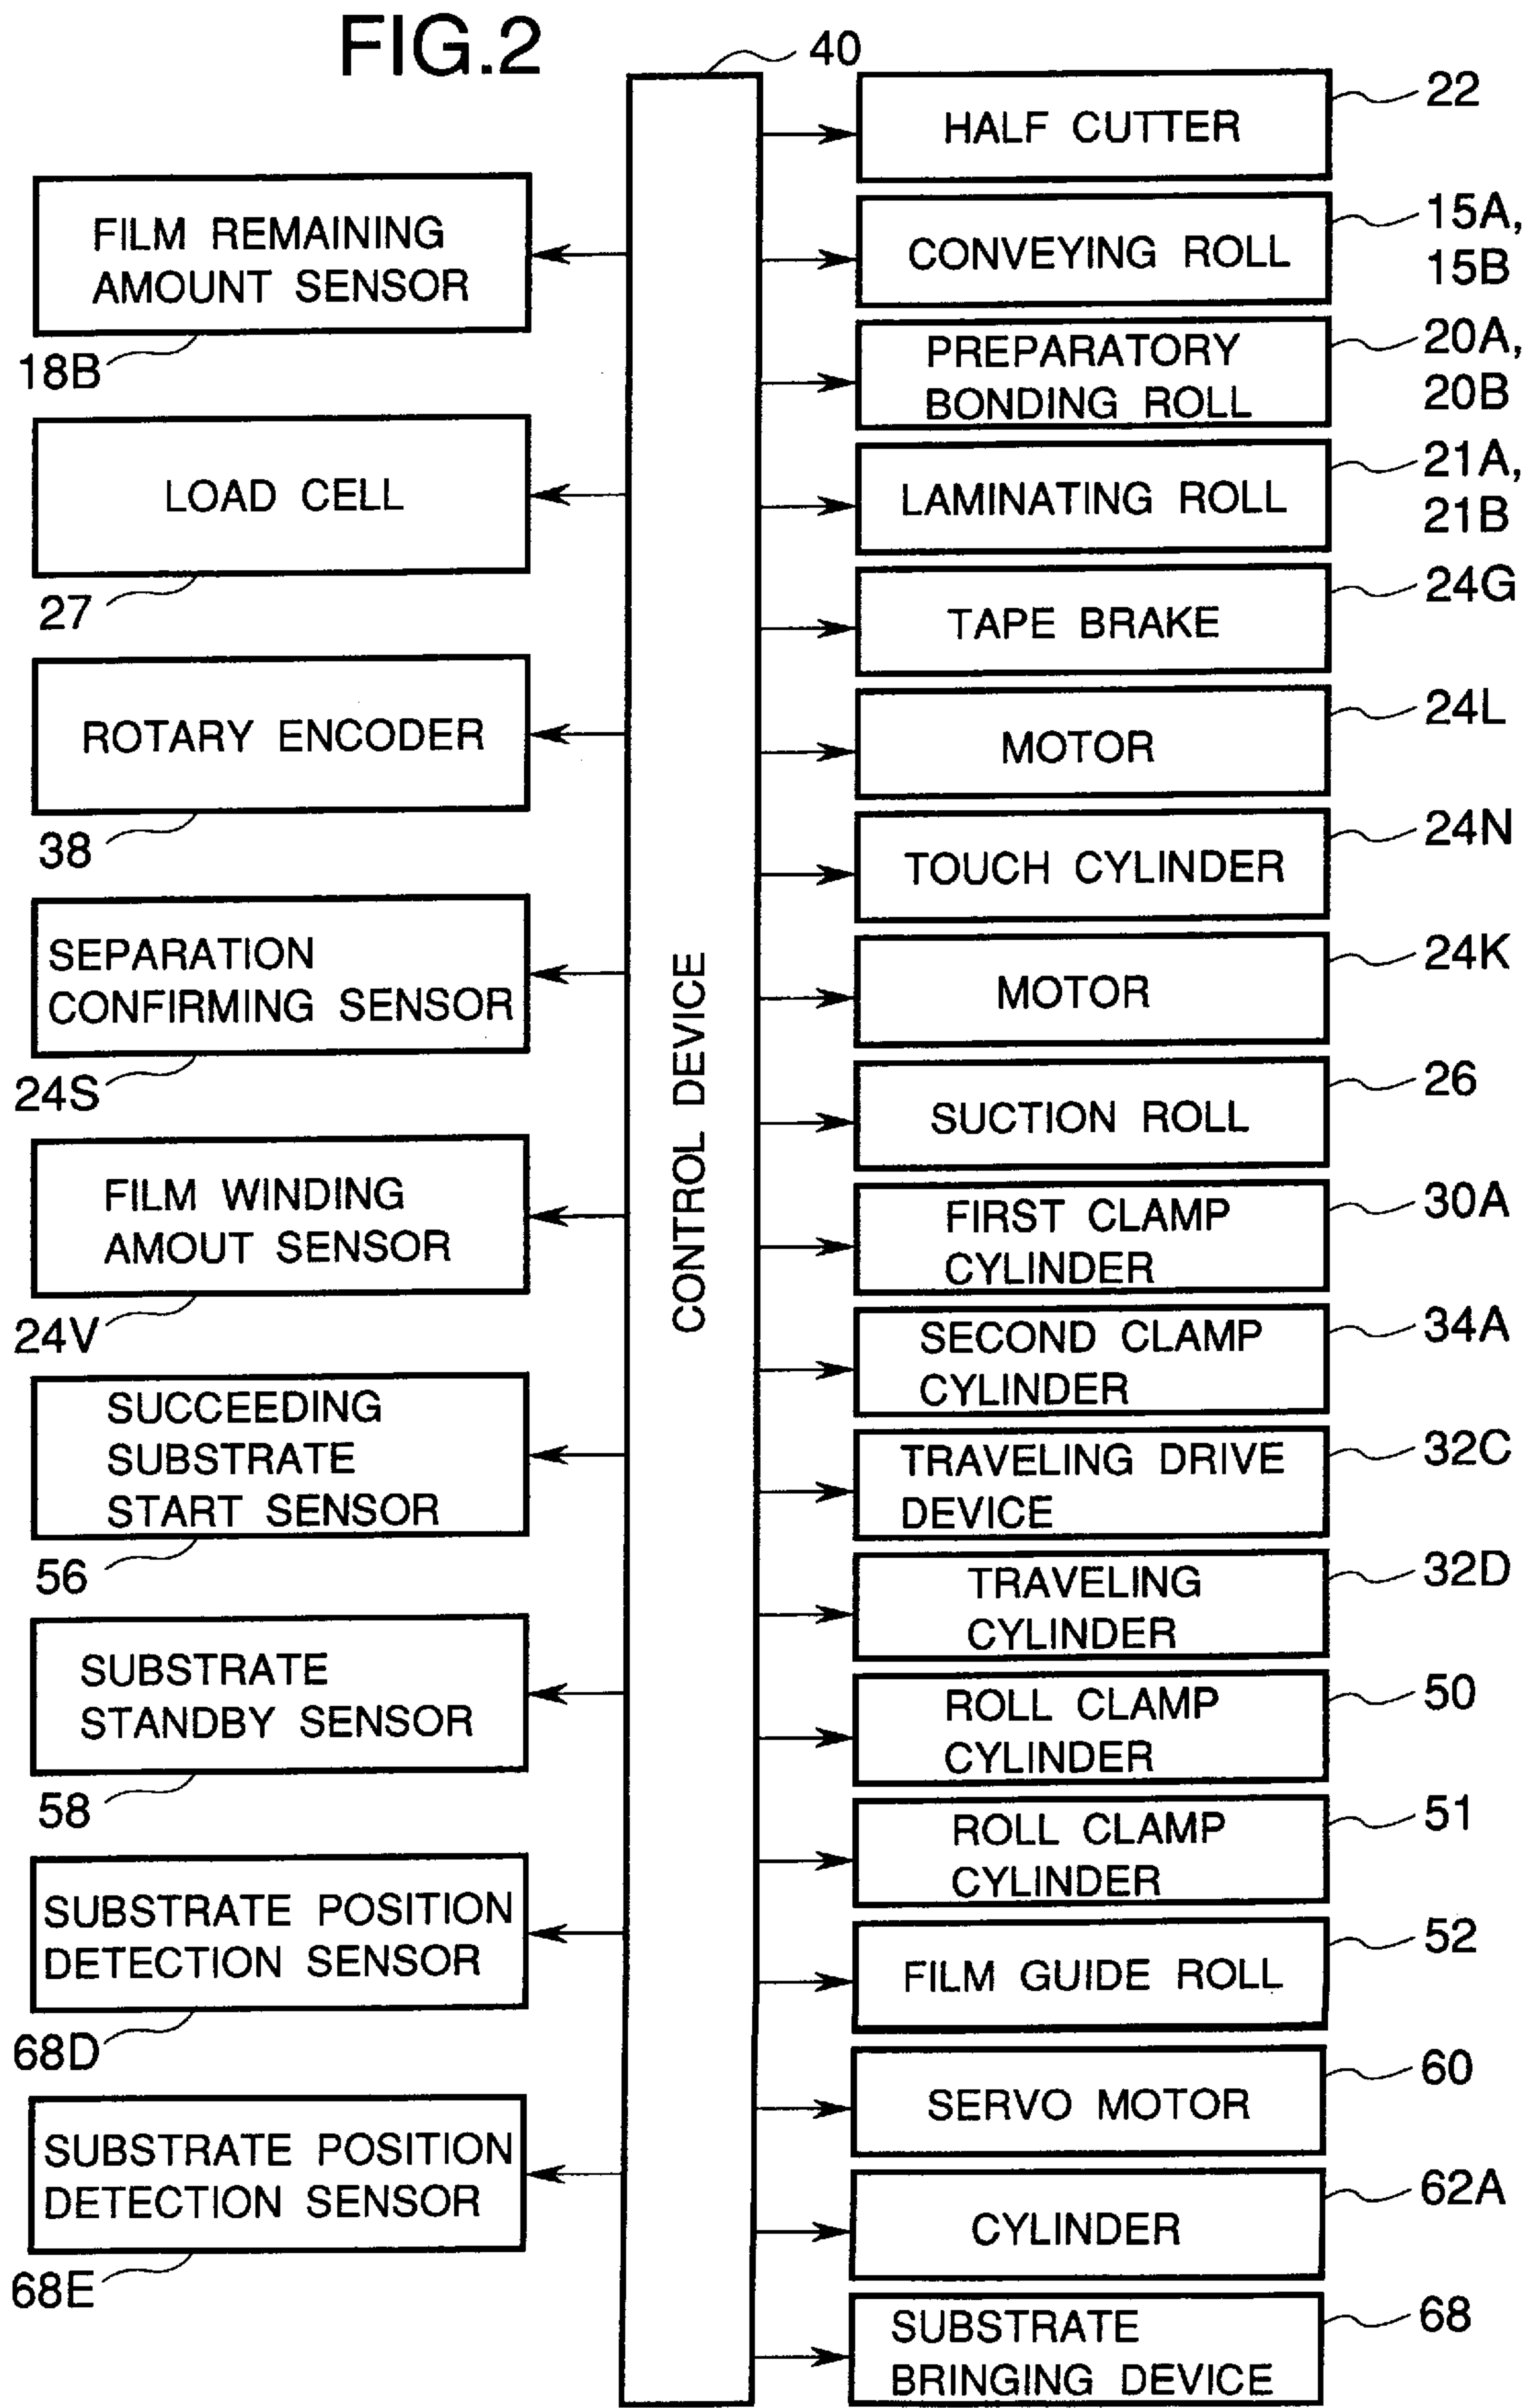 FIG.2
40
CONTROL DEVICE
FILM REMAINING
AMOUNT SENSOR
18B
LOAD CELL
27
ROTARY ENCODER
38
SEPARATION
CONFIRMING SENSOR
24S
FILM WINDING
AMOUT SENSOR
24V
SUCCEEDING
SUBSTRATE
START SENSOR
56
SUBSTRATE
STANDBY SENSOR
58
SUBSTRATE POSITION
DETECTION SENSOR
68D
SUBSTRATE POSITION
DETECTION SENSOR
68E
HALF CUTTER
22
CONVEYING ROLL
15A,
15B
PREPARATORY
BONDING ROLL
20A,
20B
LAMINATING ROLL
21A,
21B
TAPE BRAKE
24G
MOTOR
24L
TOUCH CYLINDER
24N
MOTOR
24K
SUCTION ROLL
26
FIRST CLAMP
CYLINDER
30A
SECOND CLAMP
CYLINDER
34A
TRAVELING DRIVE
DEVICE
32C
TRAVELING
CYLINDER
32D
ROLL CLAMP
CYLINDER
50
ROLL CLAMP
CYLINDER
51
FILM GUIDE ROLL
52
SERVO MOTOR
60
CYLINDER
62A
SUBSTRATE
BRINGING DEVICE
68